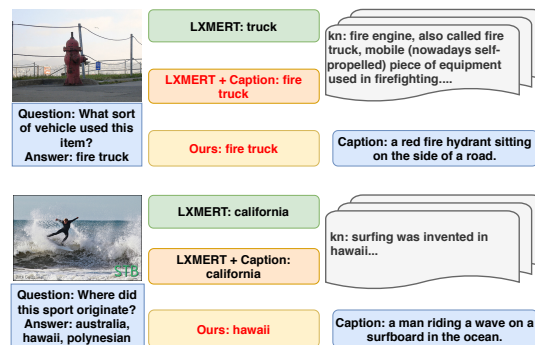 LXMERT: truck
LXMERT + Caption: fire
truck
Ours: fire truck
kn: fire engine, also called fire
truck, mobile (nowadays self-
propelled) piece of equipment
used in firefighting....
Question: What sort
of vehicle used this
item?
Answer: fire truck
Caption: a red fire hydrant sitting
on the side of a road.
LXMERT: california
LXMERT + Caption:
california
Ours: hawaii
kn: surfing was invented in
hawaii...
STB
Question: Where did
this sport originate?
Answer: australia,
hawaii, polynesian
Caption: a man riding a wave on a
surfboard in the ocean.